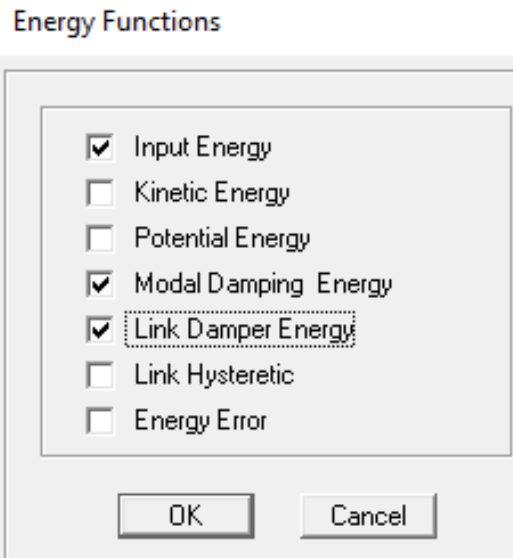 Energy Functions
Input Energy
Kinetic Energy
Potential Energy
Modal Damping  Energy
Link Damper Energy
Link Hysteretic
Energy Error
OK Cancel